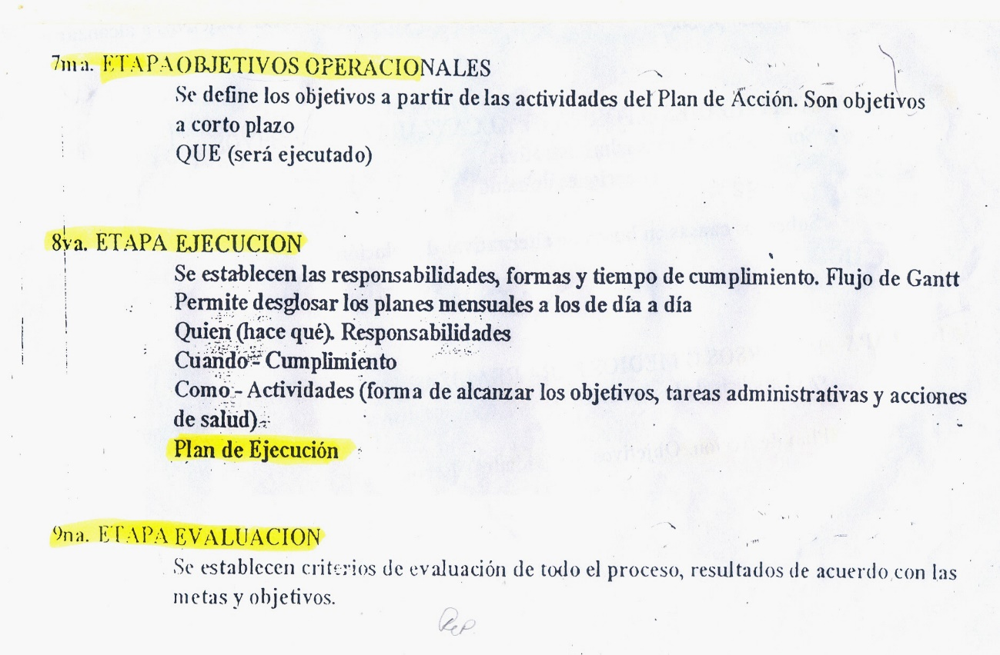 7ma. ETAPA OBJETIVOS OPERACIONALES
Se define los objetivos a partir de las actividades del Plan de Acción. Son objetivos
a corto plazo
QUE (será ejecutado)
8va. ETAPA EJECUCION
Se establecen las responsabilidades, formas y tiempo de cumplimiento. Flujo de Gantt
Permite desglosar los planes mensuales a los de día a día
Quien (hace qué). Responsabilidades
Cuando - Cumplimiento
Como - Actividades (forma de alcanzar los objetivos, tareas administrativas y acciones
de salud)
Plan de Ejecución
9na. ETAPA EVALUACION
Se establecen criterios de evaluación de todo el proceso, resultados de acuerdo con las
metas y objetivos.